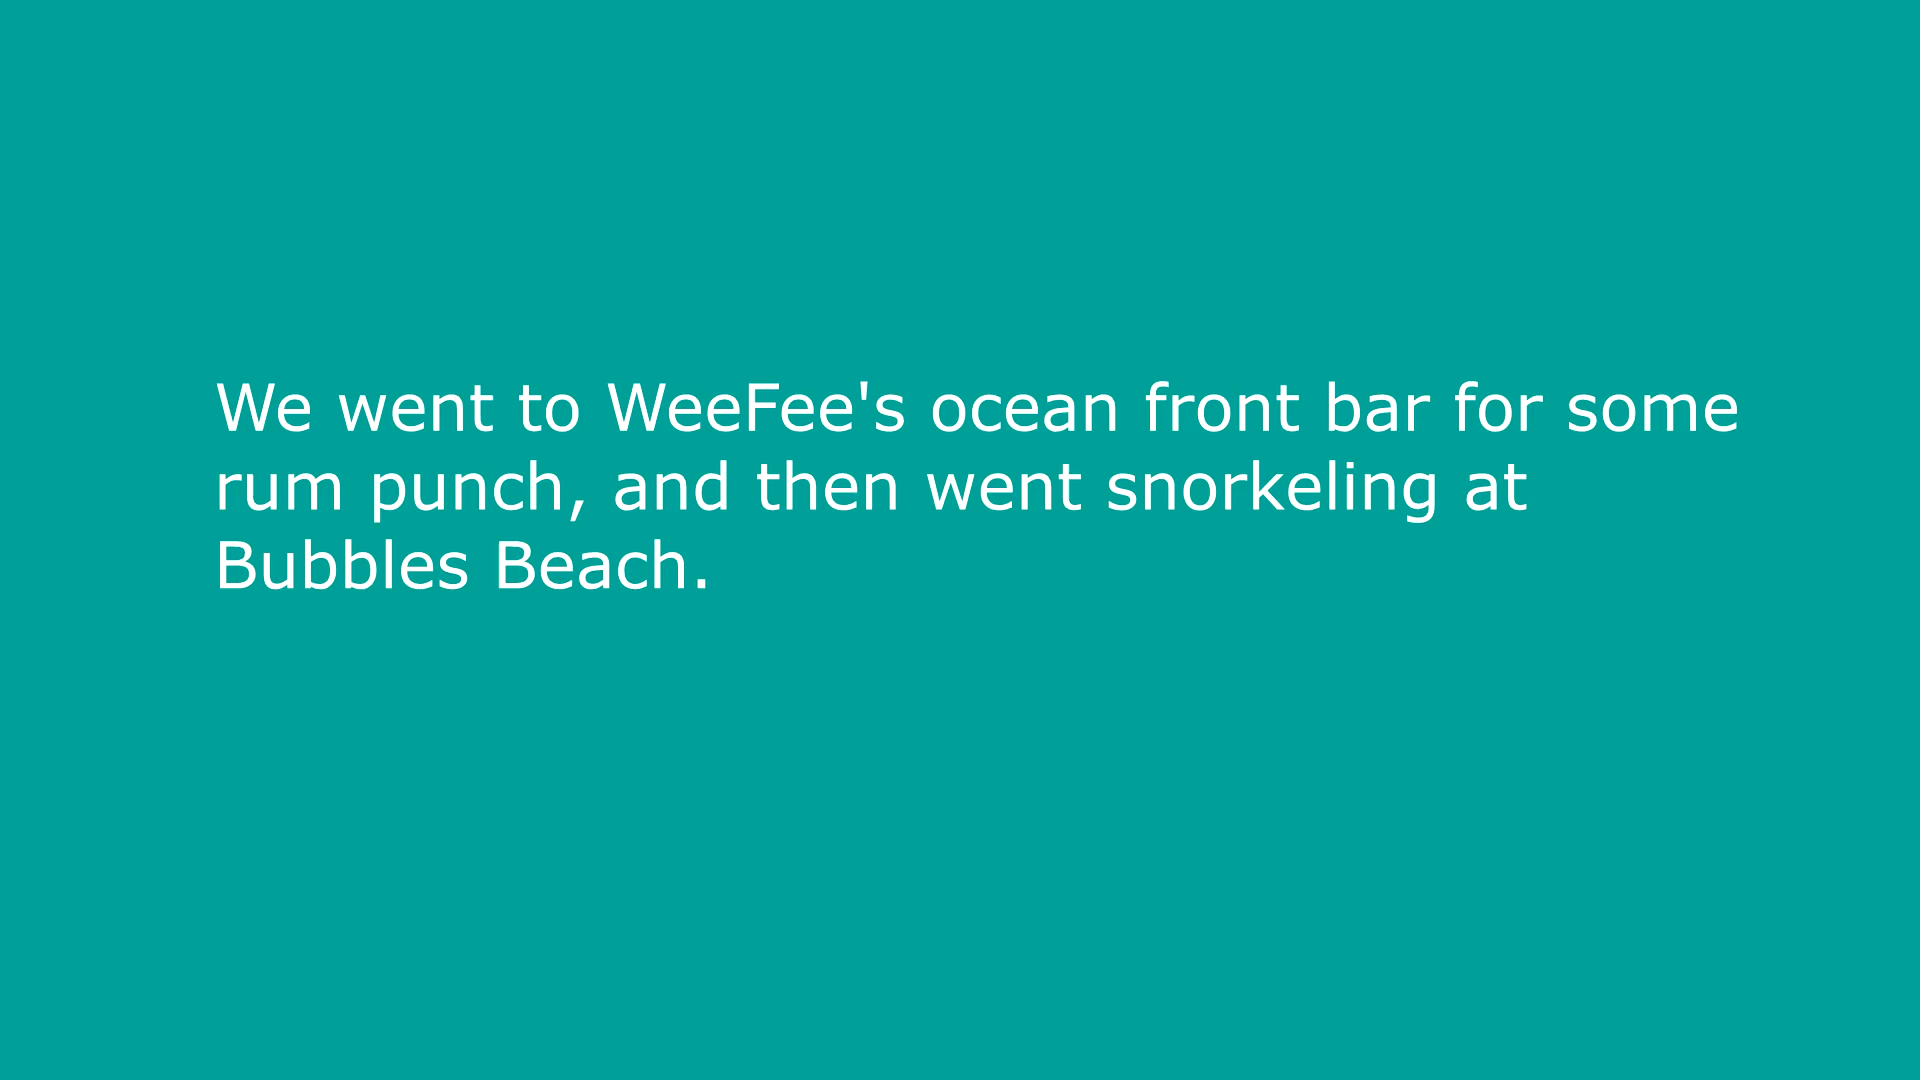 We went to WeeFee's ocean front bar for some
rum punch, and then went snorkeling at
Bubbles Beach.